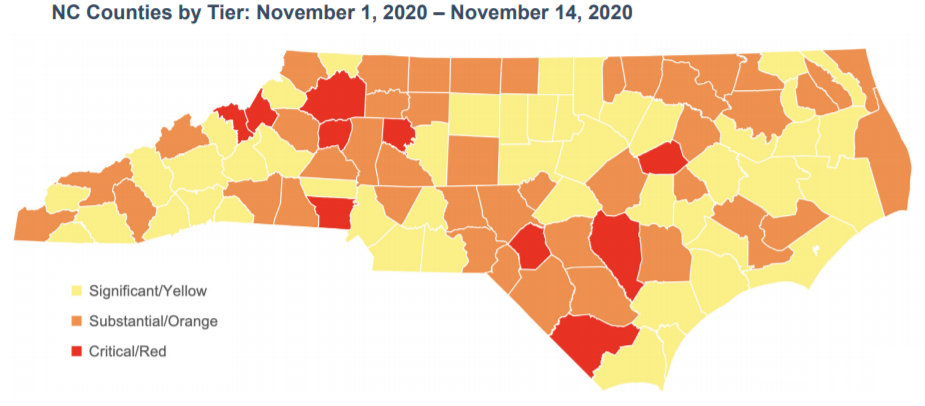 NC Counties by Tier: November 1, 2020 – November 14, 2020
Significant/Yellow
Substantial/Orange
Critical/Red